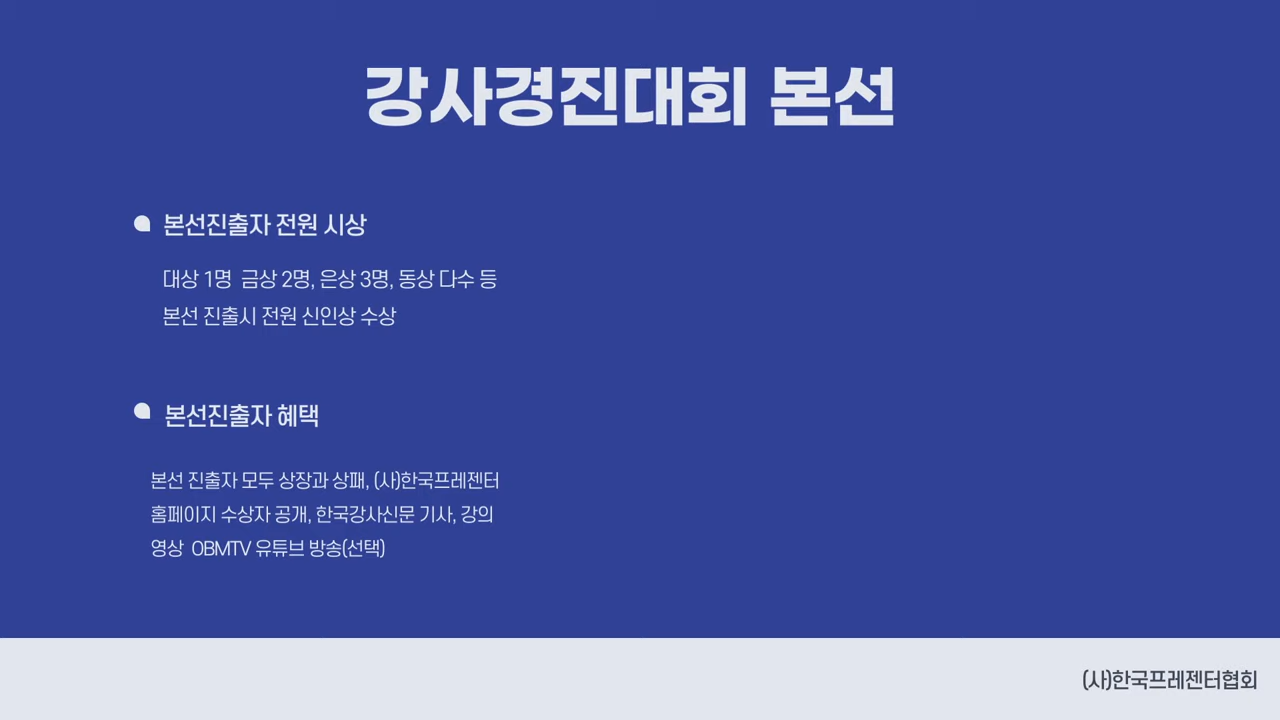 강사경진대회 본선
본선진출자 전원 시상
대상 1명 금상 2명, 은상 3명, 동상 다수 등
본선 진출시 전원 신인상 수상
본선진출자 혜택
본선 진출자 모두 상장과 상패, (사)한국프레젠터
홈페이지 수상자 공개, 한국강사신문 기사, 강의
영상 OBMTV 유튜브 방송(선택)
(사)한국프레젠터협회